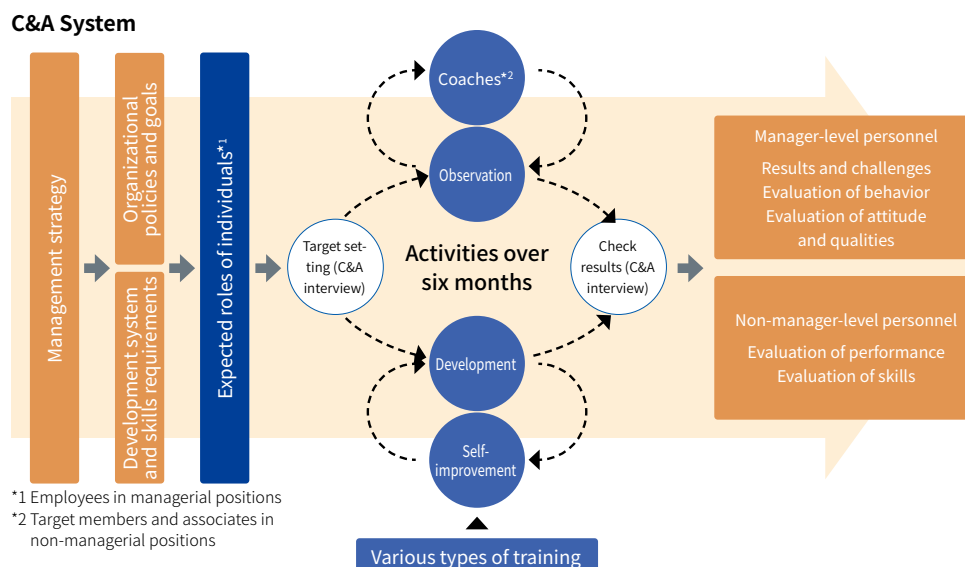 C&A System
Management strategy
Organizational
policies and goals
Development system
and skills requirements
Expected roles of individuals*1
Target set-
ting (C&A
interview)
Coaches*2
Observation
Activities over
six months
Development
Self-
improvement
Various types of training
Check
results (C&A
interview)
Manager-level personnel
Results and challenges
Evaluation of behavior
Evaluation of attitude
and qualities
Non-manager-level personnel
Evaluation of performance
Evaluation of skills
*1 Employees in managerial positions
*2 Target members and associates in
non-managerial positions